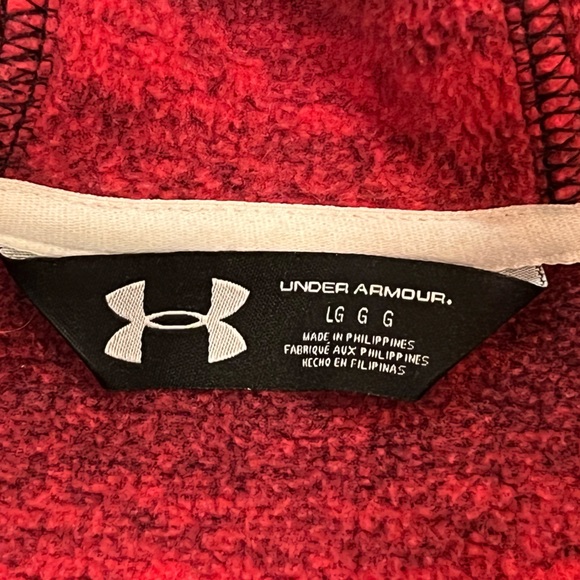 UNDER ARMOUR.
LG G G
MADE IN PHILIPPINES
FABRIQUÉ AUX PHILIPPINES
HECHO EN FILIPINAS